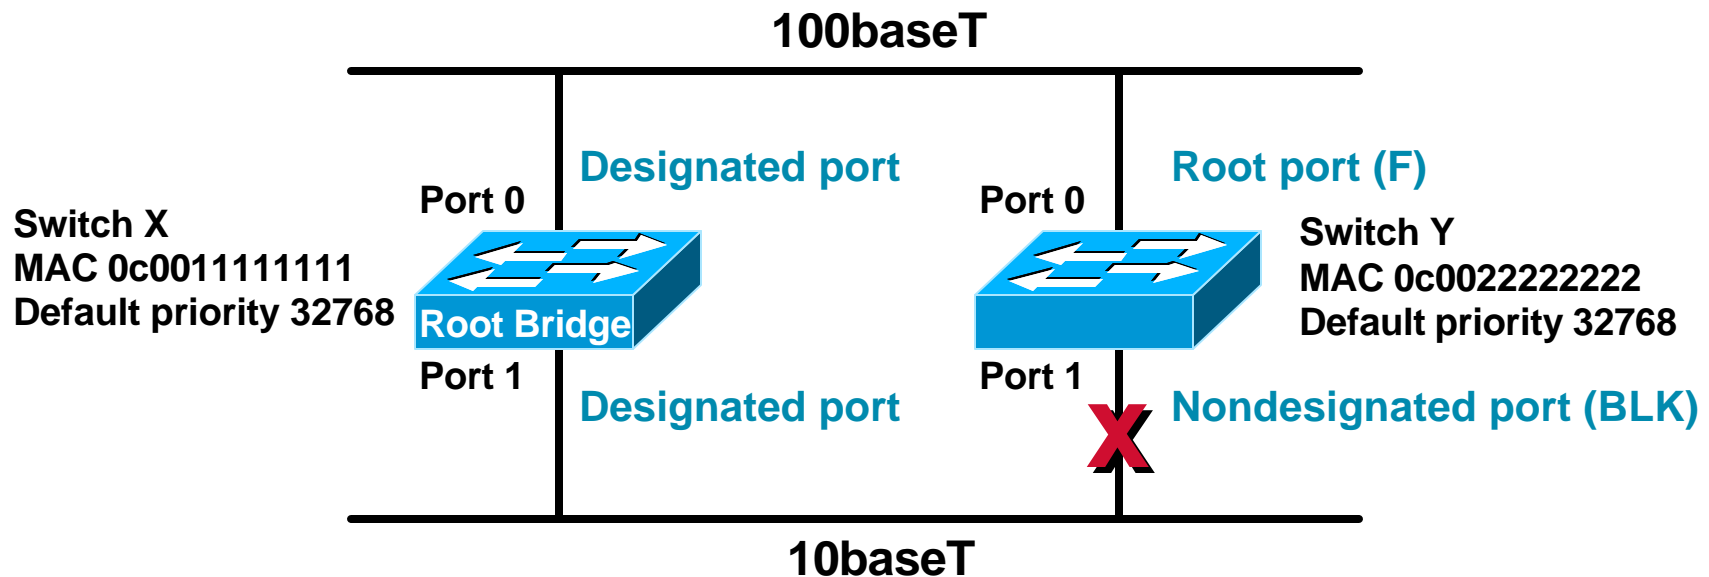 100baseT
Designated port
Root port (F)
Port 0
Port 0
Switch X
MAC 0c0011111111
Default priority 32768
Root Bridge
Switch Y
MAC 0c0022222222
Default priority 32768
Port 1
Port 1
Designated port
Nondesignated port (BLK)
X
10baseT